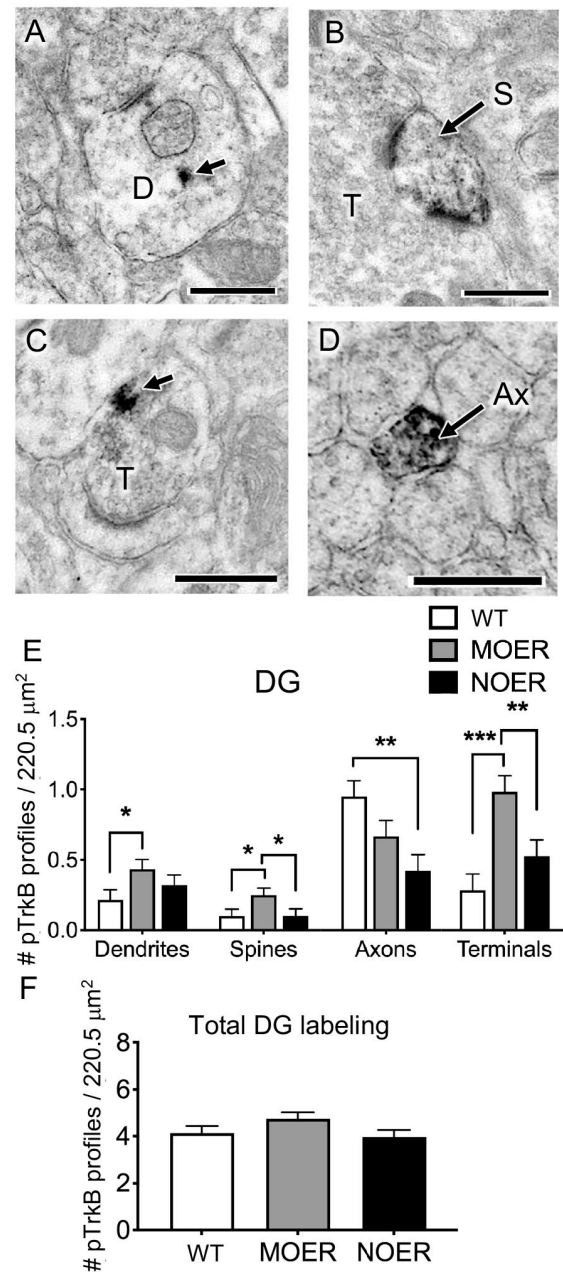 A
D
B
S
T
C
T
D
Ax
WT
MOER
NOER
E
DG
# pTrkB profiles / 220.5 μm²
1.5
1.0
0.5
0.0
*
*
*
**
***
**
Dendrites
Spines
Axons
Terminals
F
Total DG labeling
# pTrkB profiles / 220.5 μm²
8
6
4
2
0
WT
MOER
NOER